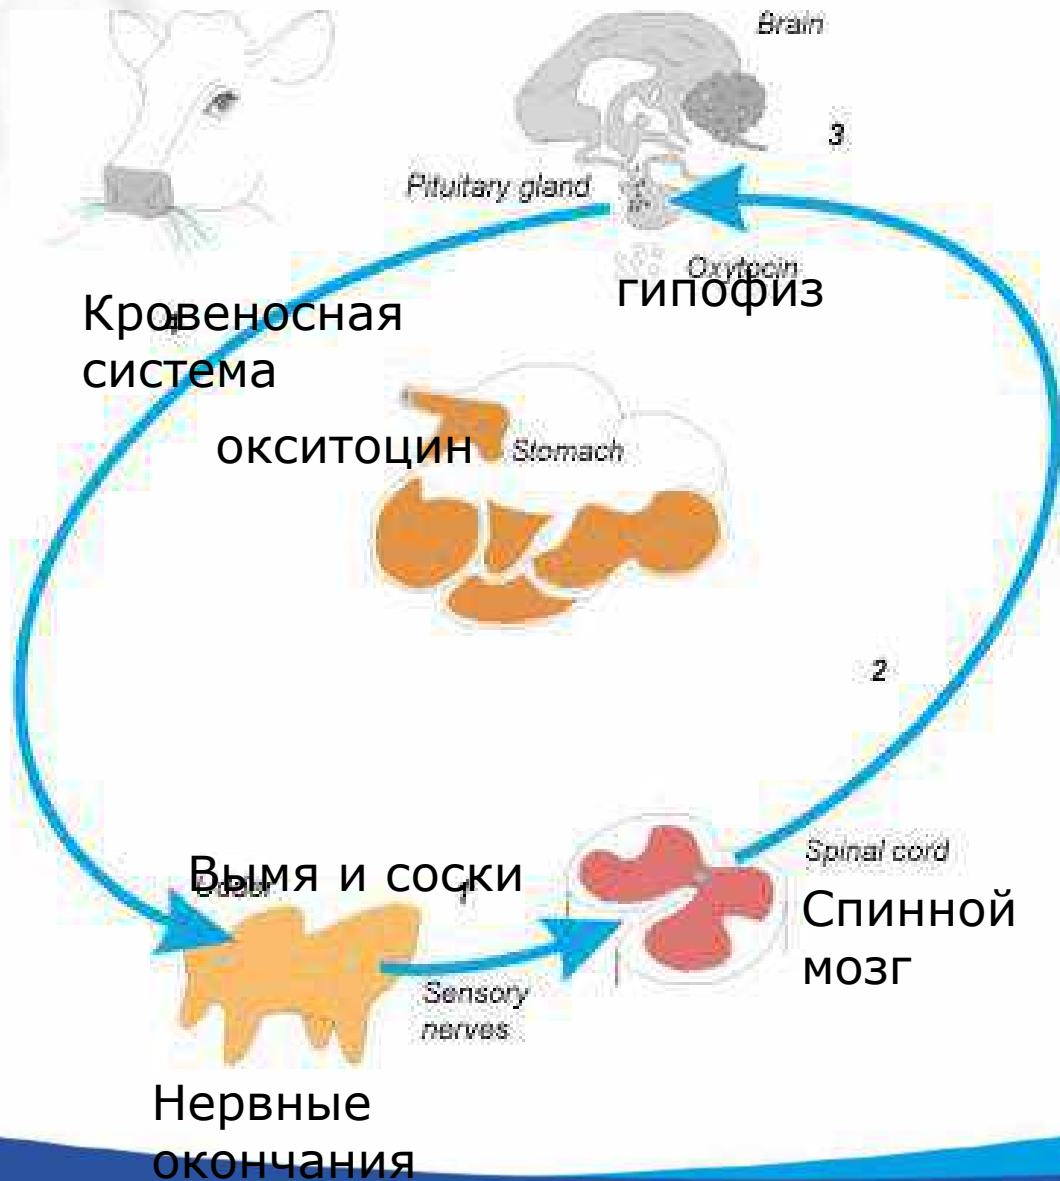 Brain
3
Pituitary gland
Oxytocin
гипофиз
Кровеносная
система
окситоцин
Stomach
2
Вымя и соски
1
Spinal cord
Спинной
мозг
Sensory
nerves
Нервные
окончания